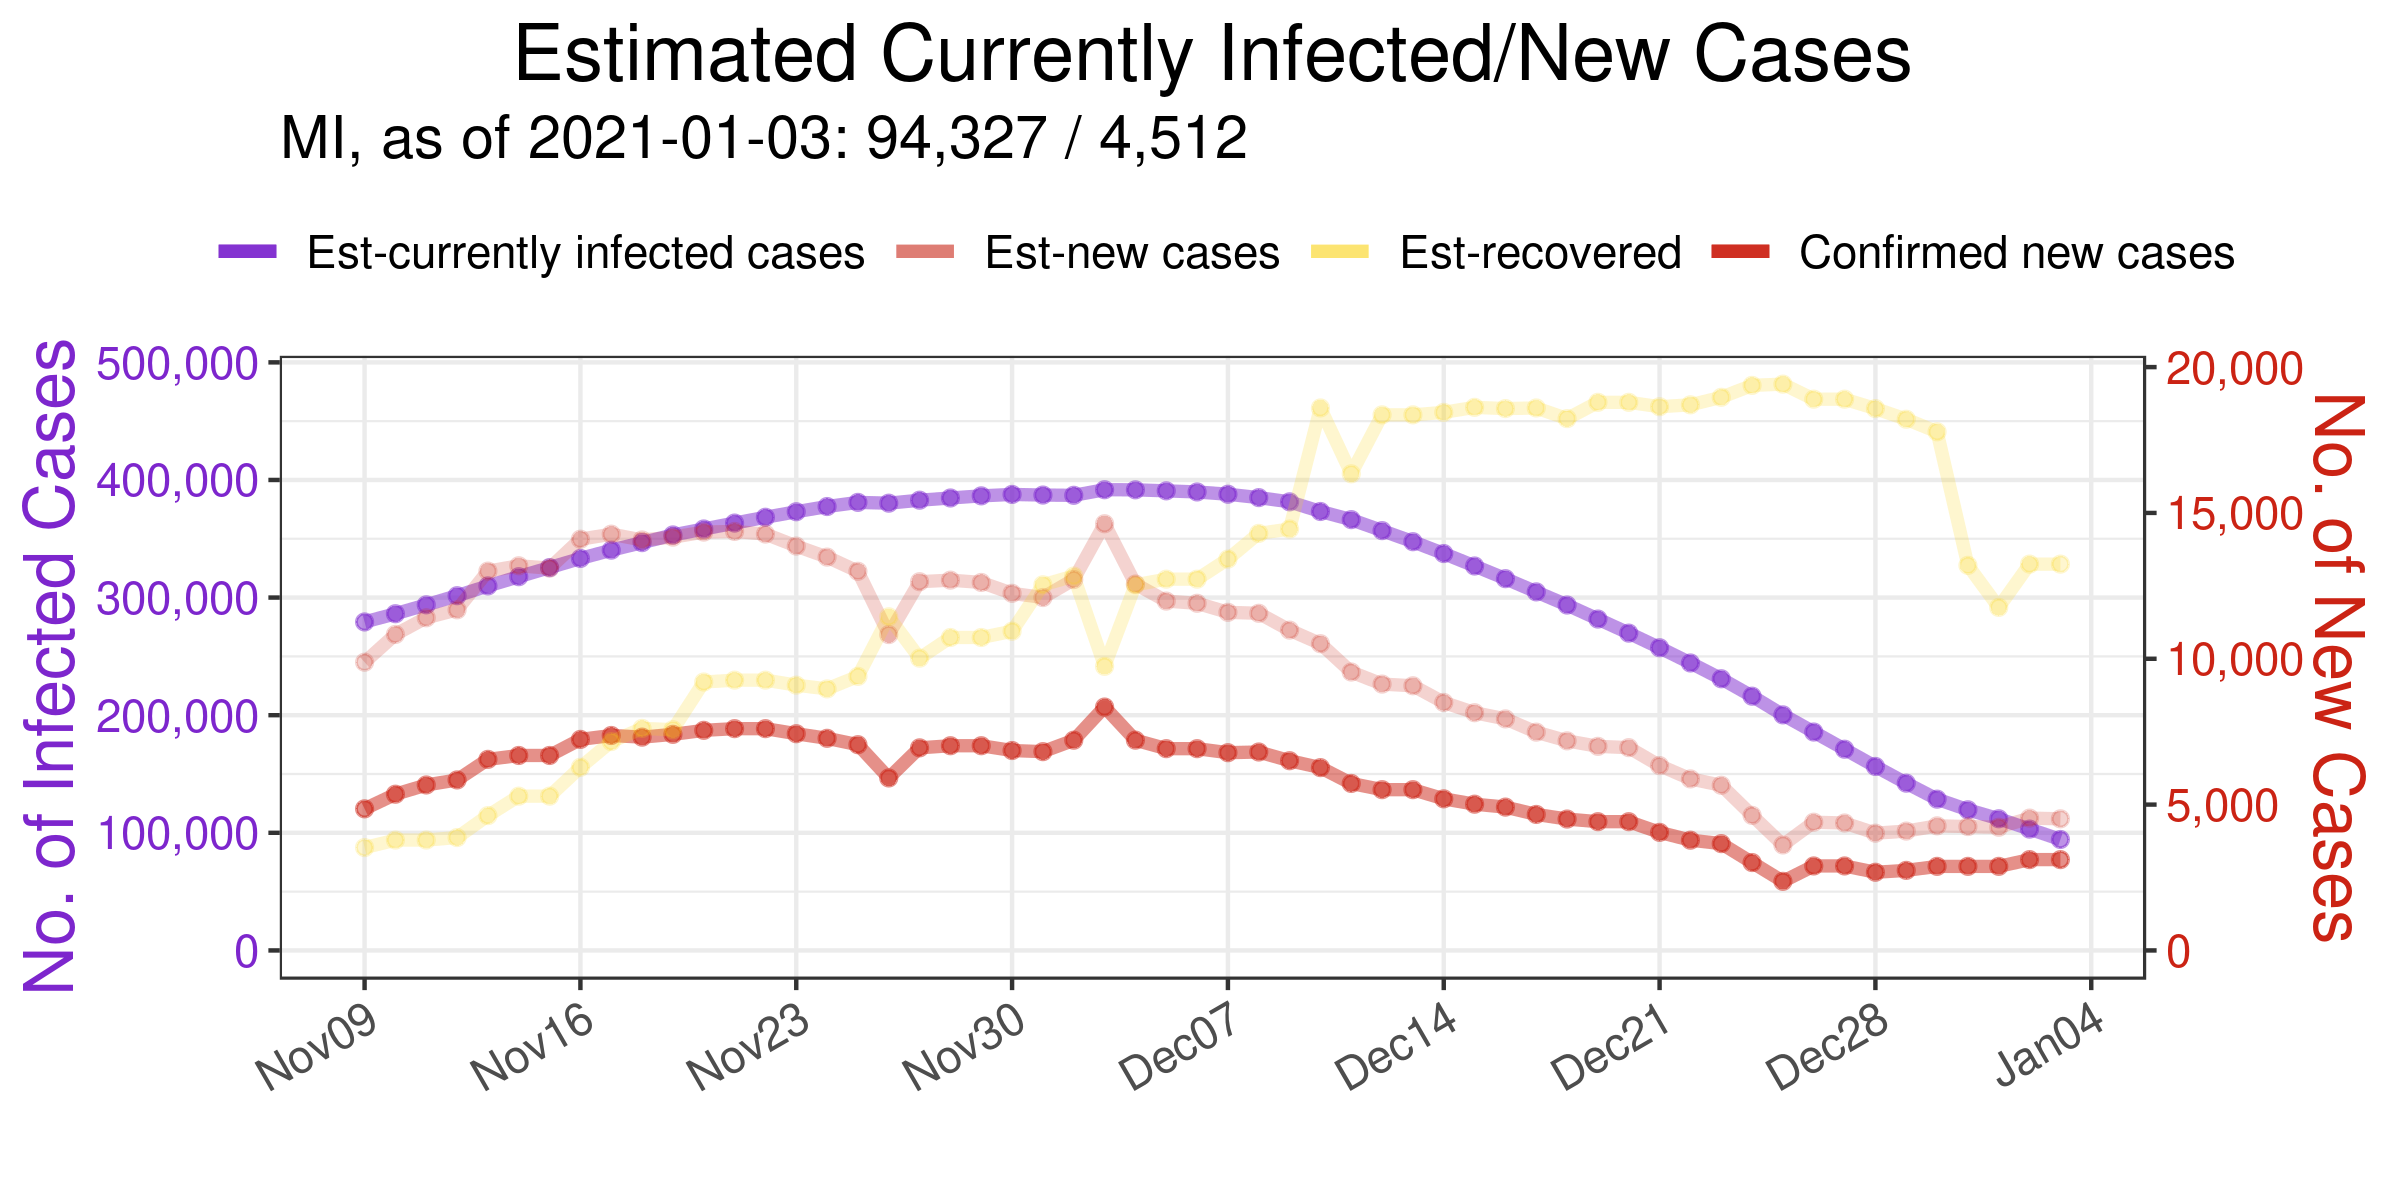 Estimated Currently Infected/New Cases
MI, as of 2021-01-03: 94,327 / 4,512
Est-currently infected cases Est-new cases Est-recovered Confirmed new cases
No. of Infected Cases
500,000
400,000
300,000
200,000
100,000
0
20,000
15,000
10,000
5,000
0
No. of New Cases
Nov09 Nov16 Nov23 Nov30 Dec07 Dec14 Dec21 Dec28 Jan04